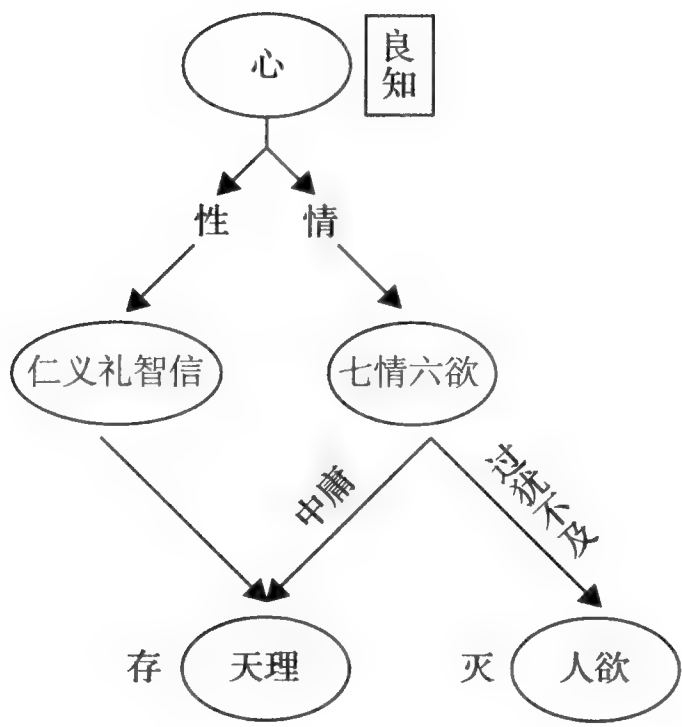 心
良
知
性
情
仁义礼智信
七情六欲
中庸
过犹不及
存
天理
灭
人欲